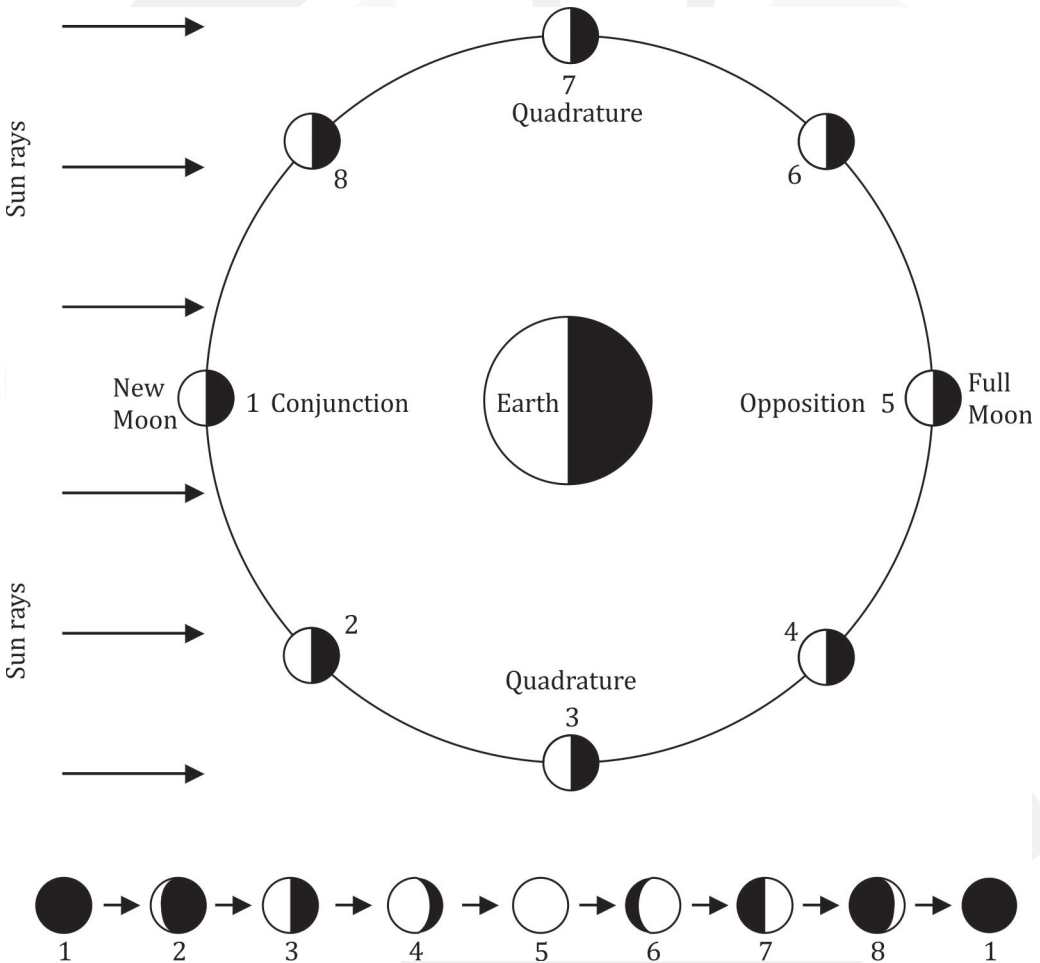 7
Quadrature
Sun rays
8
6
New
Moon
1 Conjunction
Earth
Opposition 5
Full
Moon
Sun rays
2
4
Quadrature
3
1 2 3 4 5 6 7 8 1